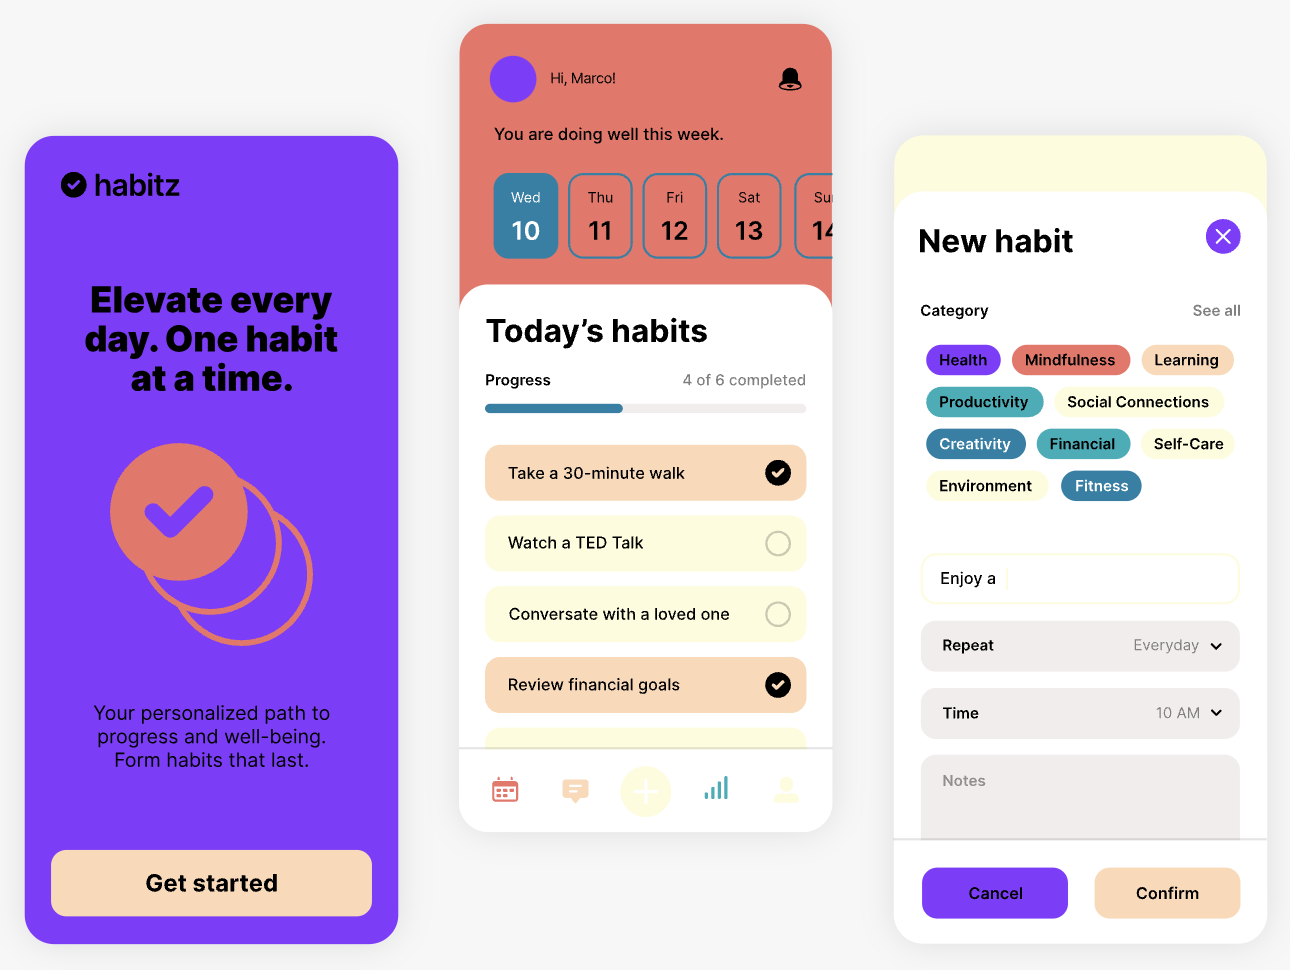 habitz
Elevate every
day. One habit
at a time.
Your personalized path to
progress and well-being.
Form habits that last.
Get started
Hi, Marco!
You are doing well this week.
Wed Thu Fri Sat Sun
10 11 12 13 14
Today's habits
Progress 4 of 6 completed
Take a 30-minute walk
Watch a TED Talk
Conversate with a loved one
Review financial goals
New habit
Category See all
Health Mindfulness Learning
Productivity Social Connections
Creativity Financial Self-Care
Environment Fitness
Enjoy a
Repeat Everyday
Time 10 AM
Notes
Cancel Confirm